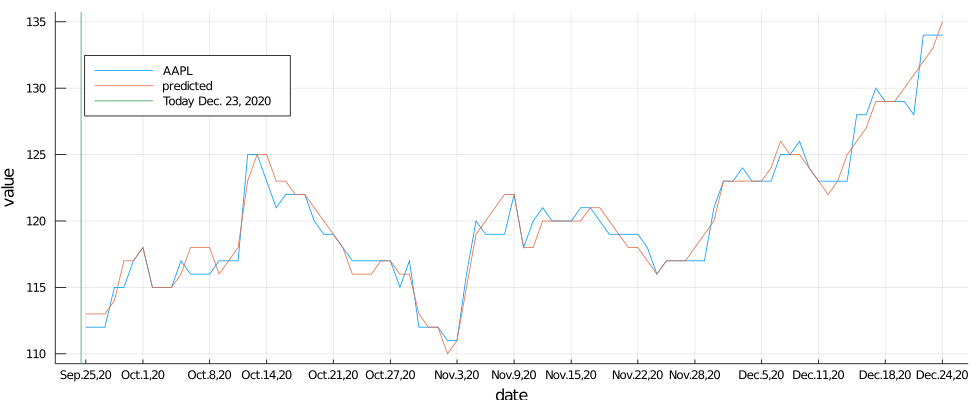 135
130
125
120
115
110
value
AAPL
predicted
Today Dec. 23, 2020
Sep.25,20 Oct.1,20 Oct.8,20 Oct.14,20 Oct.21,20 Oct.27,20 Nov.3,20 Nov.9,20 Nov.15,20 Nov.22,20 Nov.28,20 Dec.5,20 Dec.11,20 Dec.18,20 Dec.24,20
date